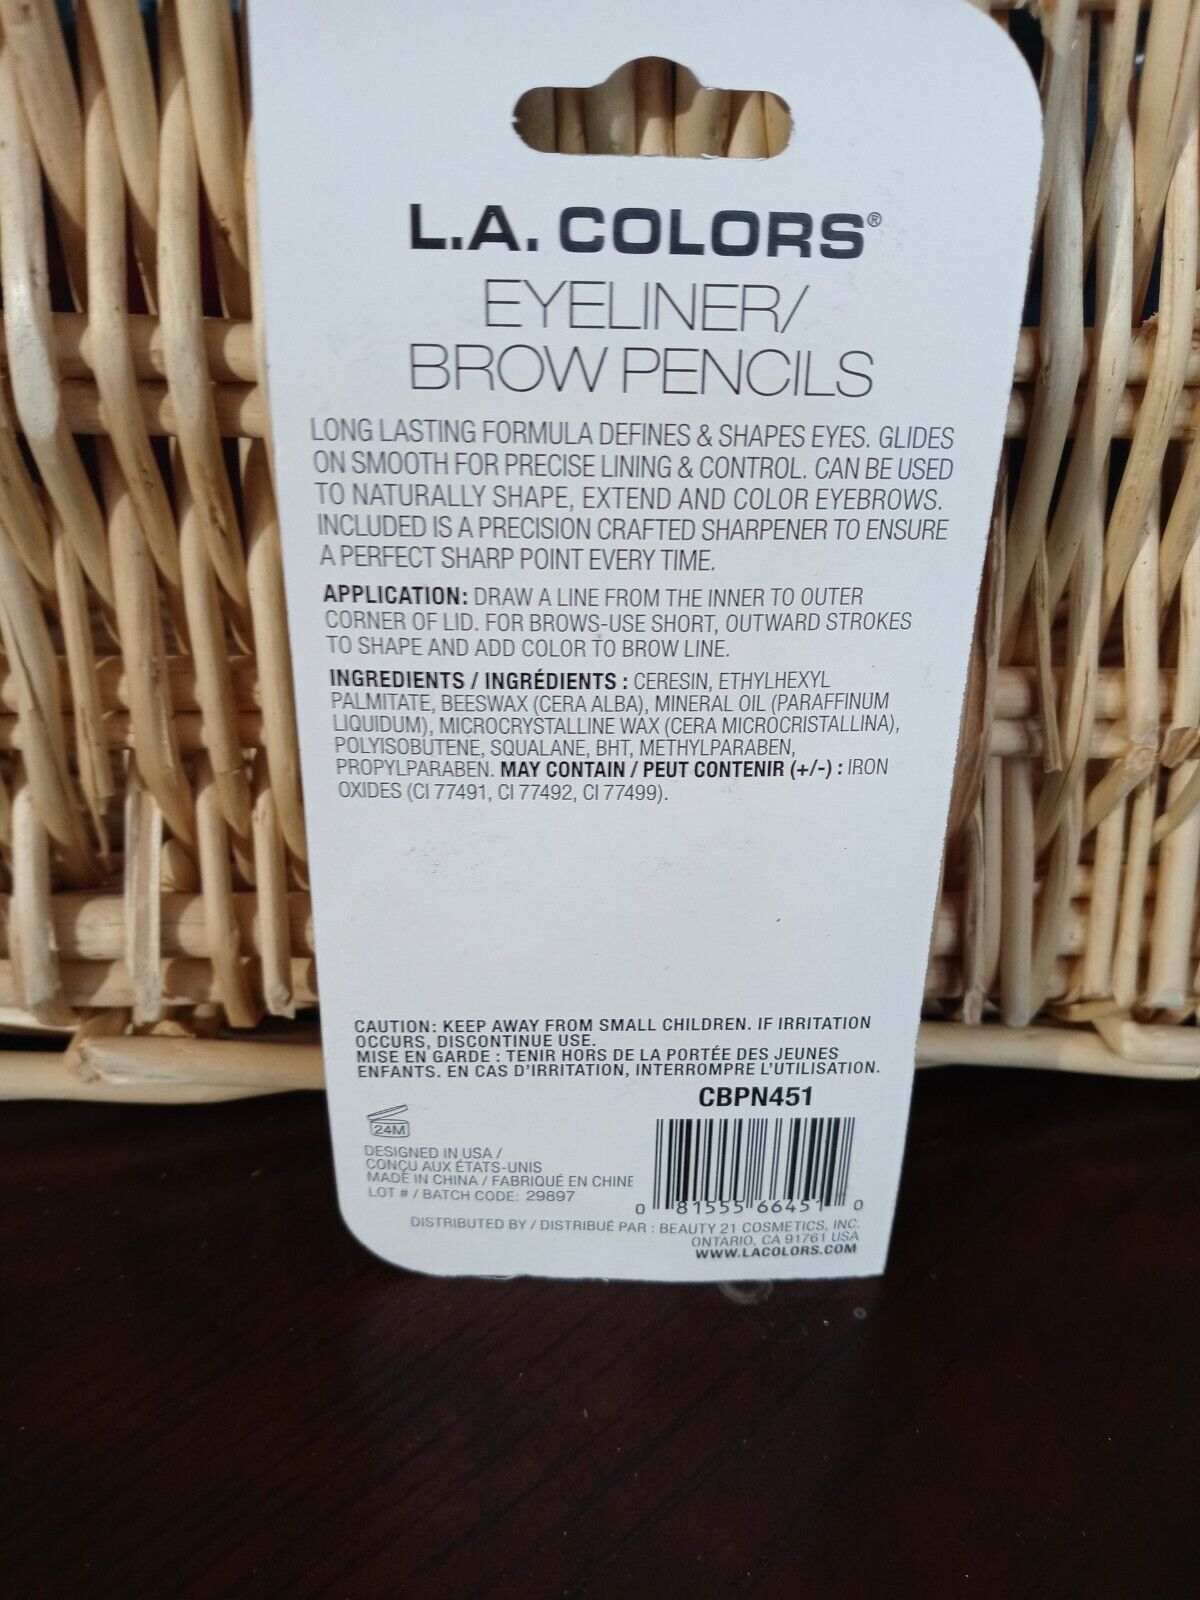 L.A. COLORS®
EYELINER/
BROW PENCILS
LONG LASTING FORMULA DEFINES & SHAPES EYES. GLIDES
ON SMOOTH FOR PRECISE LINING & CONTROL. CAN BE USED
TO NATURALLY SHAPE, EXTEND AND COLOR EYEBROWS.
INCLUDED IS A PRECISION CRAFTED SHARPENER TO ENSURE
A PERFECT SHARP POINT EVERY TIME.
APPLICATION: DRAW A LINE FROM THE INNER TO OUTER
CORNER OF LID. FOR BROWS-USE SHORT, OUTWARD STROKES
TO SHAPE AND ADD COLOR TO BROW LINE.
INGREDIENTS / INGRÉDIENTS : CERESIN, ETHYLHEXYL
PALMITATE, BEESWAX (CERA ALBA), MINERAL OIL (PARAFFINUM
LIQUIDUM), MICROCRYSTALLINE WAX (CERA MICROCRISTALLINA),
POLYISOBUTENE, SQUALANE, BHT, METHYLPARABEN,
PROPYLPARABEN. MAY CONTAIN / PEUT CONTENIR (+/-) : IRON
OXIDES (CI 77491, CI 77492, CI 77499).
CAUTION: KEEP AWAY FROM SMALL CHILDREN. IF IRRITATION
OCCURS, DISCONTINUE USE.
MISE EN GARDE : TENIR HORS DE LA PORTÉE DES JEUNES
ENFANTS. EN CAS D'IRRITATION, INTERROMPRE L'UTILISATION.
CBPN451
24M
DESIGNED IN USA /
CONÇU AUX ÉTATS-UNIS
MADE IN CHINA / FABRIQUÉ EN CHINE
LOT # / BATCH CODE: 29897
0 81555 66451 0
DISTRIBUTED BY / DISTRIBUÉ PAR : BEAUTY 21 COSMETICS, INC.
ONTARIO, CA 91761 USA
WWW.LACOLORS.COM